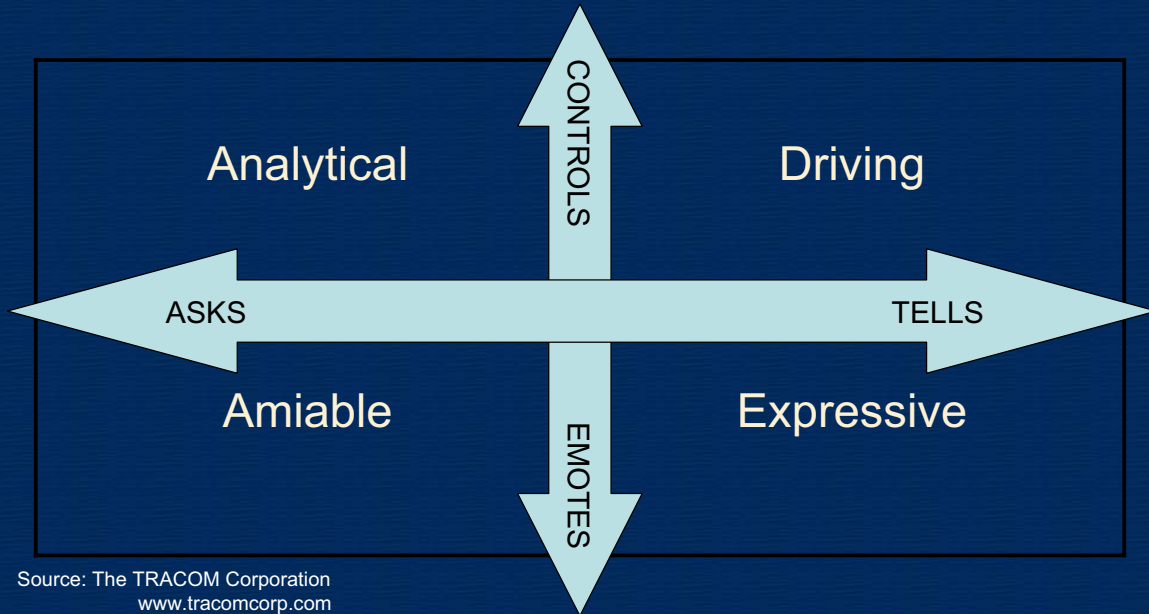 CONTROLS
Analytical
Driving
ASKS
TELLS
Amiable
Expressive
EMOTES
Source: The TRACOM Corporation
www.tracomcorp.com